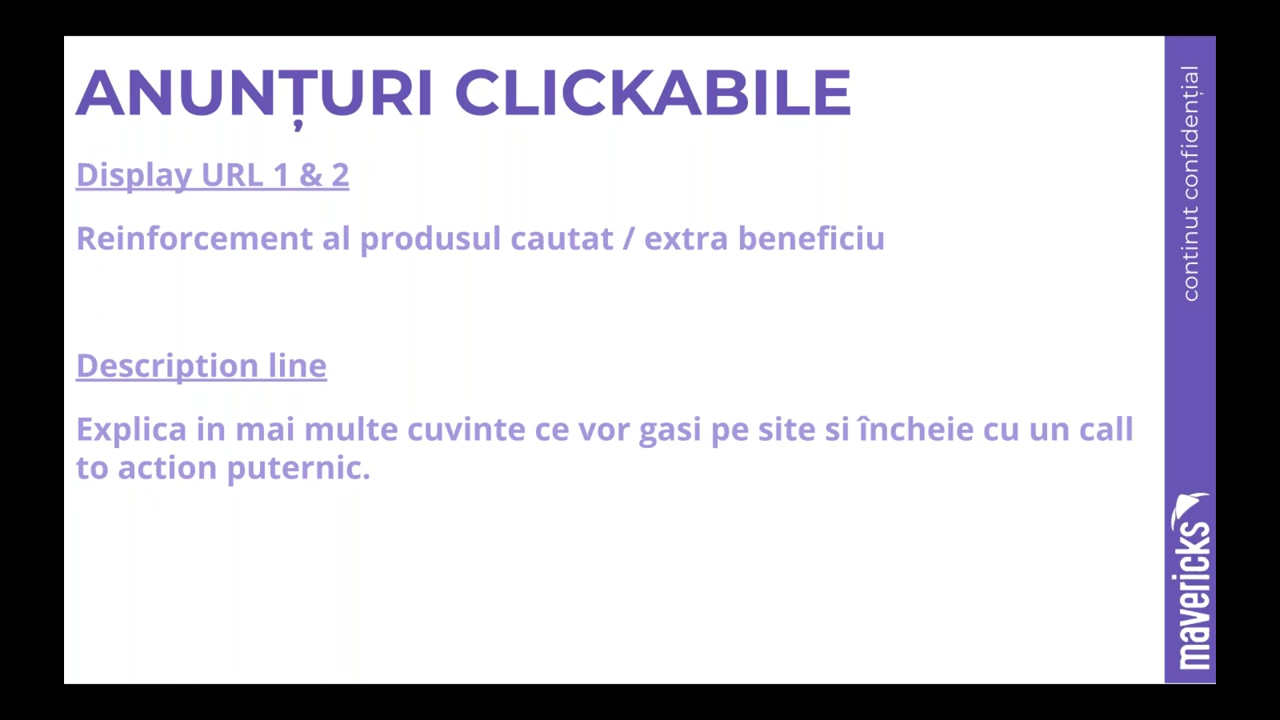 ANUNȚURI CLICKABILE
Display URL 1 & 2
Reinforcement al produsul cautat / extra beneficiu
Description line
Explica in mai multe cuvinte ce vor gasi pe site si încheie cu un call
to action puternic.
continut confidențial
mavericks